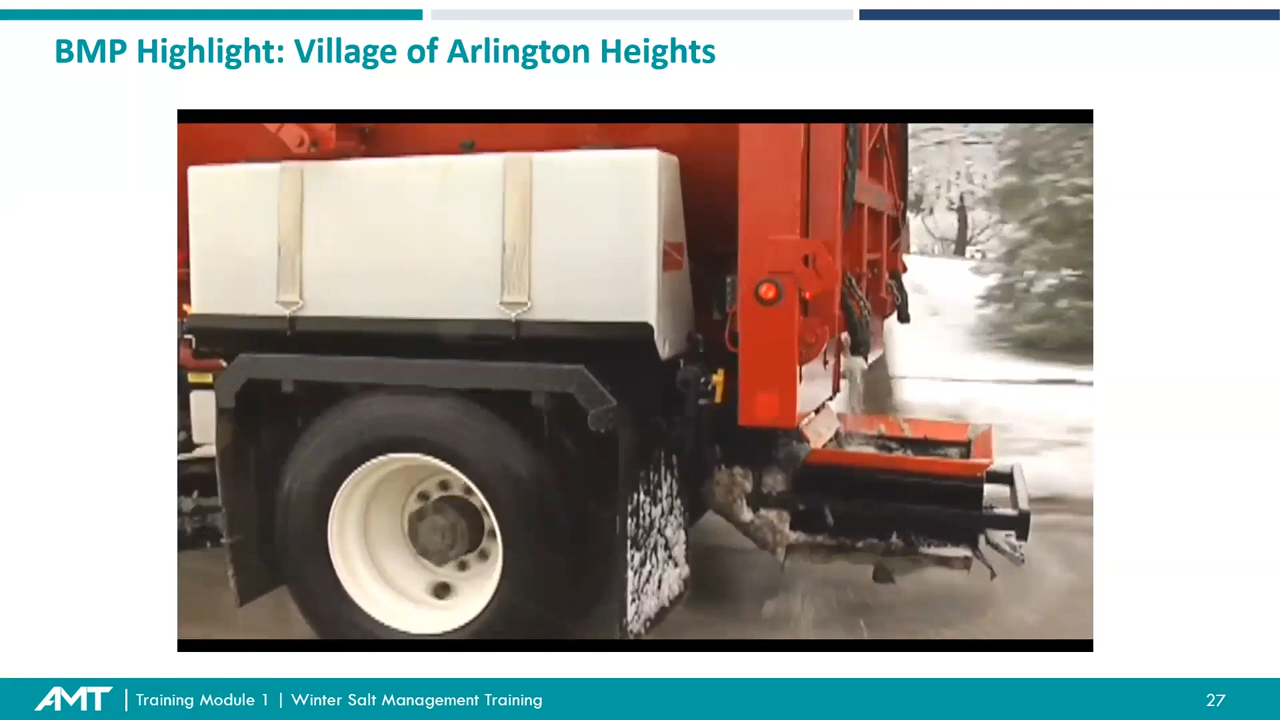 BMP Highlight: Village of Arlington Heights
AMT | Training Module 1 | Winter Salt Management Training
27